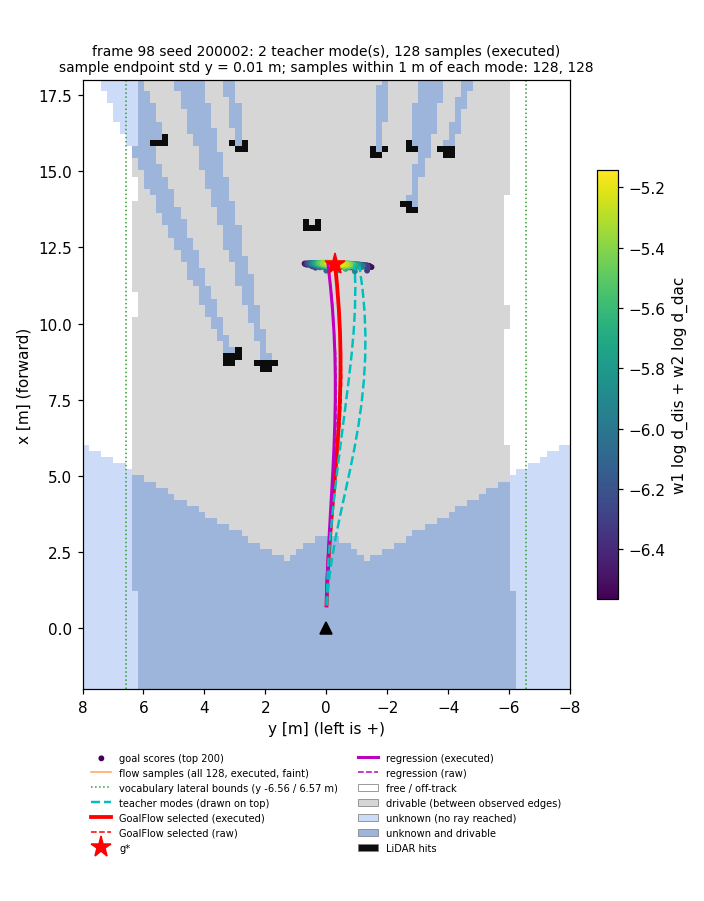 frame 98 seed 200002: 2 teacher mode(s), 128 samples (executed)
sample endpoint std y = 0.01 m; samples within 1 m of each mode: 128, 128
17.5
15.0
12.5
10.0
7.5
5.0
2.5
0.0
x [m] (forward)
8
6
4
2
0
−2
−4
−6
−8
y [m] (left is +)
−5.2
−5.4
−5.6
−5.8
−6.0
−6.2
−6.4
w1 log d_dis + w2 log d_dac
goal scores (top 200)
flow samples (all 128, executed, faint)
vocabulary lateral bounds (y -6.56 / 6.57 m)
teacher modes (drawn on top)
GoalFlow selected (executed)
GoalFlow selected (raw)
g*
regression (executed)
regression (raw)
free / off-track
drivable (between observed edges)
unknown (no ray reached)
unknown and drivable
LiDAR hits